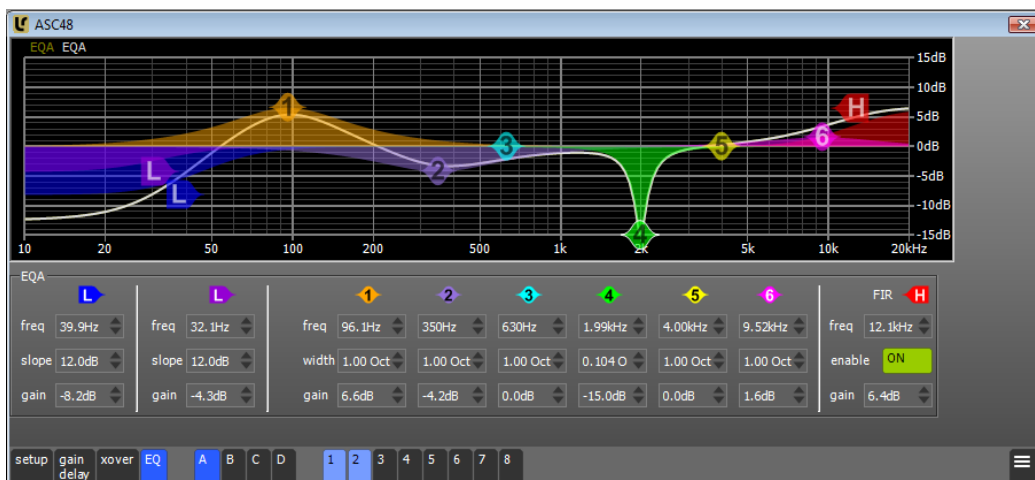 ASC48
EQA EQA
15dB
10dB
5dB
0dB
-5dB
-10dB
-15dB
1 2 3 4 5 6 H
L L
10 20 50 100 200 500 1k 2k 5k 10k 20kHz
EQA
L L 1 2 3 4 5 6 FIR H
freq 39.9Hz freq 32.1Hz freq 96.1Hz 350Hz 630Hz 1.99kHz 4.00kHz 9.52kHz freq 12.1kHz
slope 12.0dB slope 12.0dB width 1.00 Oct 1.00 Oct 1.00 Oct 0.104 O 1.00 Oct 1.00 Oct enable ON
gain -8.2dB gain -4.3dB gain 6.6dB -4.2dB 0.0dB -15.0dB 0.0dB 1.6dB gain 6.4dB
setup gain delay xover EQ A B C D 1 2 3 4 5 6 7 8